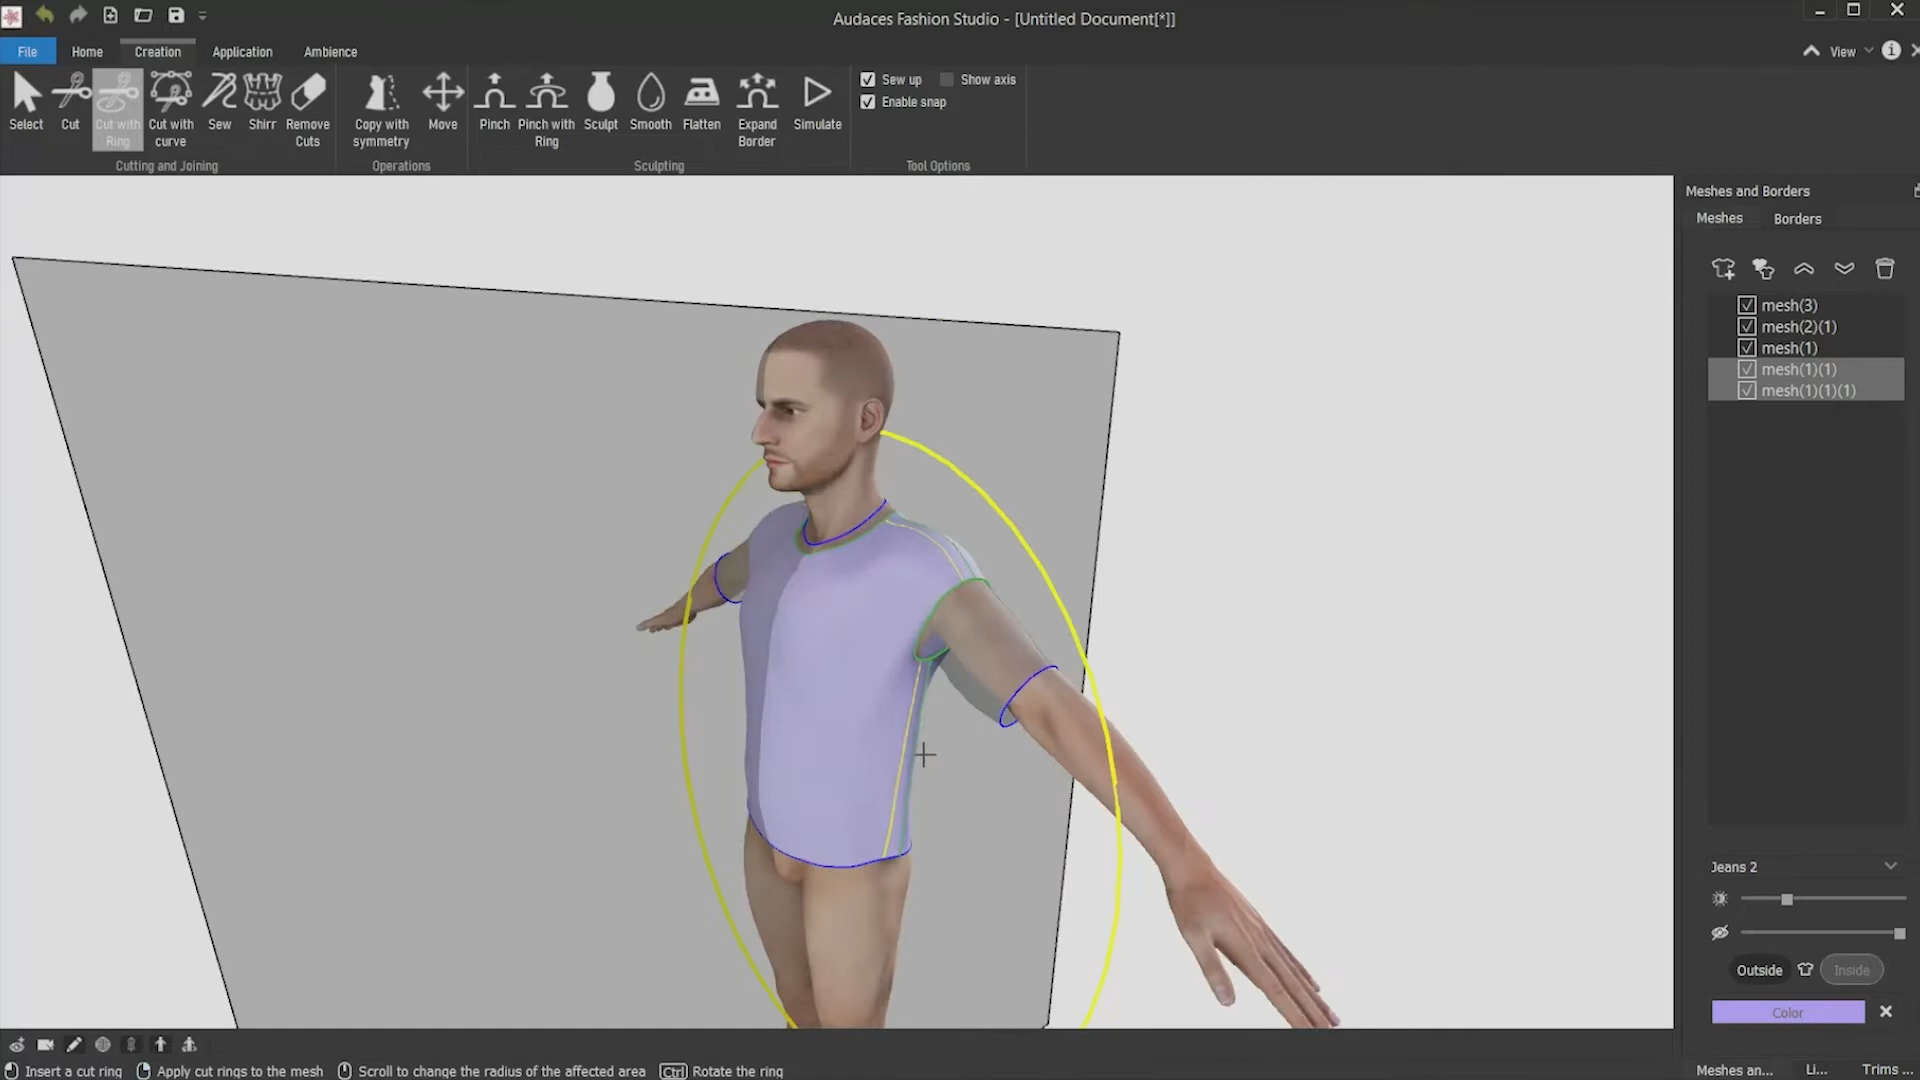 Audaces Fashion Studio - [Untitled Document[*]]
File Home Creation Application Ambience View
Select Cut Cut with Ring Cut with curve Sew Shirr Remove Cuts Copy with symmetry Move Pinch Pinch with Ring Sculpt Smooth Flatten Expand Border Simulate
Sew up Show axis
Enable snap
Cutting and Joining Operations Sculpting Tool Options
Meshes and Borders
Meshes Borders
mesh(3)
mesh(2)(1)
mesh(1)
mesh(1)(1)
mesh(1)(1)(1)
Jeans 2
Outside Inside
Color
Insert a cut ring Apply cut rings to the mesh Scroll to change the radius of the affected area Ctrl Rotate the ring
Meshes an... Li... Trims ...